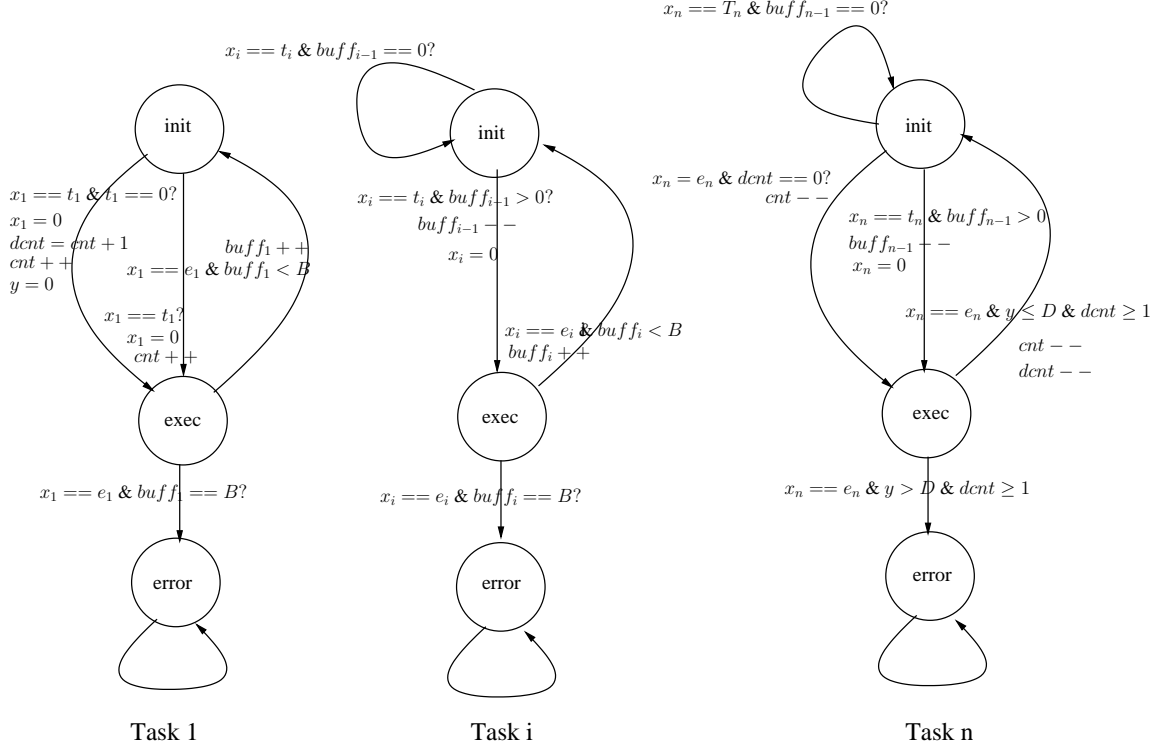 x_1 == t_1 & t_1 == 0?
x_1 = 0
dcnt = cnt + 1
cnt + +
y = 0
init
buff_1 + +
x_1 == e_1 & buff_1 < B
x_1 == t_1?
x_1 = 0
cnt + +
exec
x_1 == e_1 & buff_1 == B?
error
Task 1
x_i == t_i & buff_{i-1} == 0?
init
x_i == t_i & buff_{i-1} > 0?
buff_{i-1} - -
x_i = 0
x_i == e_i & buff_i < B
buff_i + +
exec
x_i == e_i & buff_i == B?
error
Task i
x_n == T_n & buff_{n-1} == 0?
init
x_n = e_n & dcnt == 0?
cnt - -
x_n == t_n & buff_{n-1} > 0
buff_{n-1} - -
x_n = 0
x_n == e_n & y ≤ D & dcnt ≥ 1
cnt - -
dcnt - -
exec
x_n == e_n & y > D & dcnt ≥ 1
error
Task n